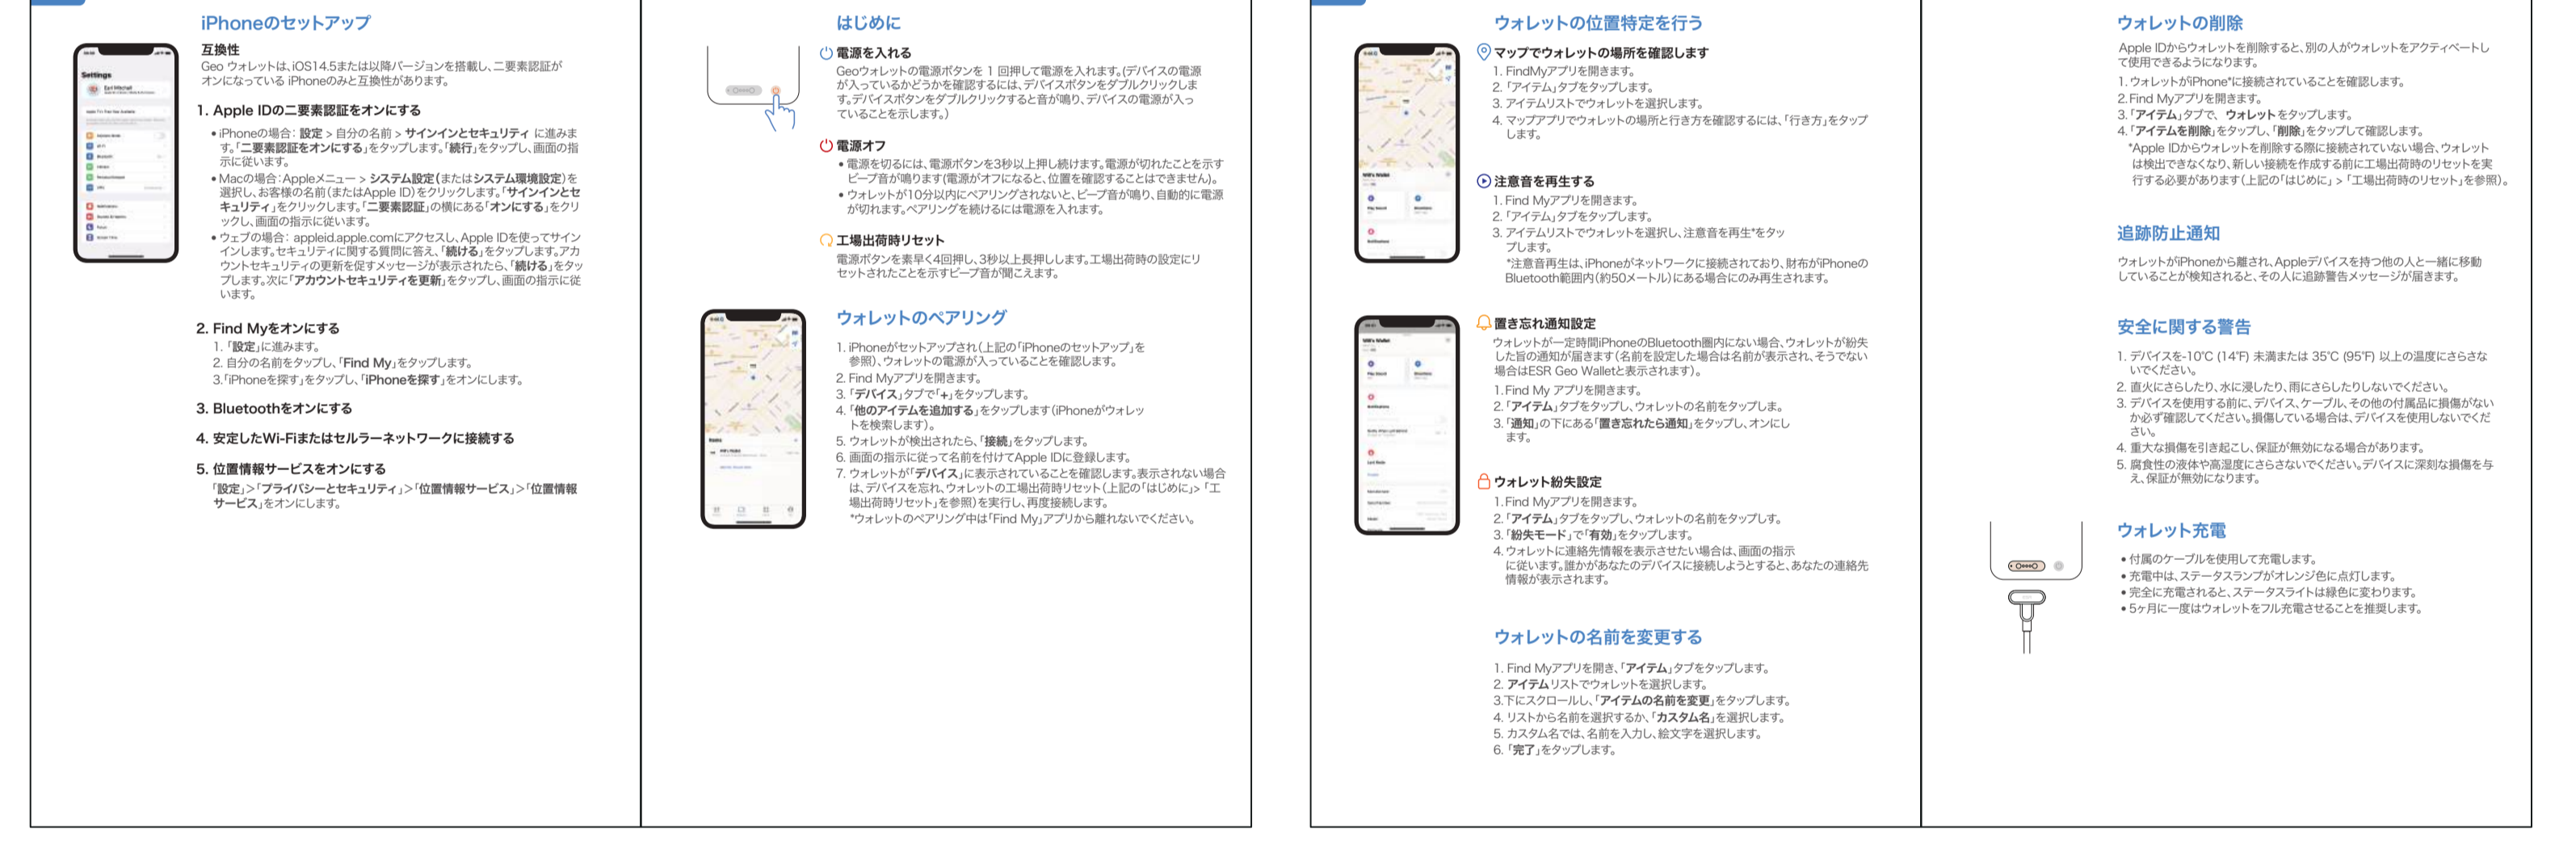 iPhoneのセットアップ
互換性
Geo ウォレットは、iOS14.5または以降バージョンを搭載し、二要素認証が
オンになっている iPhoneのみと互換性があります。
1. Apple IDの二要素認証をオンにする
• iPhoneの場合: 設定 > 自分の名前 > サインインとセキュリティ に進みま
す。「二要素認証をオンにする」をタップします。「続行」をタップし、画面の指
示に従います。
• Macの場合：Appleメニュー > システム設定(またはシステム環境設定)を
選択し、お客様の名前(またはApple ID)をクリックします。「サインインとセ
キュリティ」をクリックします。「二要素認証」の横にある「オンにする」をクリ
ックし、画面の指示に従います。
• ウェブの場合: appleid.apple.comにアクセスし、Apple IDを使ってサイン
インします。セキュリティに関する質問に答え、「続ける」をタップします。アカ
ウントセキュリティの更新を促すメッセージが表示されたら、「続ける」をタッ
プします。次に「アカウントセキュリティを更新」をタップし、画面の指示に従
います。
2. Find Myをオンにする
1. 「設定」に進みます。
2. 自分の名前をタップし、「Find My」をタップします。
3.「iPhoneを探す」をタップし、「iPhoneを探す」をオンにします。
3. Bluetoothをオンにする
4. 安定したWi-Fiまたはセルラーネットワークに接続する
5. 位置情報サービスをオンにする
「設定」>「プライバシーとセキュリティ」>「位置情報サービス」>「位置情報
サービス」をオンにします。
Settings
はじめに
電源を入れる
Geoウォレットの電源ボタンを 1 回押して電源を入れます。(デバイスの電源
が入っているかどうかを確認するには、デバイスボタンをダブルクリックしま
す。デバイスボタンをダブルクリックすると音が鳴り、デバイスの電源が入っ
ていることを示します。)
電源オフ
• 電源を切るには、電源ボタンを3秒以上押し続けます。電源が切れたことを示す
ビープ音が鳴ります(電源がオフになると、位置を確認することはできません)。
• ウォレットが10分以内にペアリングされないと、ビープ音が鳴り、自動的に電源
が切れます。ペアリングを続けるには電源を入れます。
工場出荷時リセット
電源ボタンを素早く4回押し、3秒以上長押しします。工場出荷時の設定にリ
セットされたことを示すビープ音が聞こえます。
ウォレットのペアリング
1. iPhoneがセットアップされ（上記の「iPhoneのセットアップ」を
参照）、ウォレットの電源が入っていることを確認します。
2. Find Myアプリを開きます。
3. 「デバイス」タブで「+」をタップします。
4. 「他のアイテムを追加する」をタップします（iPhoneがウォレッ
トを検索します）。
5. ウォレットが検出されたら、「接続」をタップします。
6. 画面の指示に従って名前を付けてApple IDに登録します。
7. ウォレットが「デバイス」に表示されていることを確認します。表示されない場合
は、デバイスを忘れ、ウォレットの工場出荷時リセット（上記の「はじめに」>「工
場出荷時リセット」を参照）を実行し、再度接続します。
*ウォレットのペアリング中は「Find My」アプリから離れないでください。
ウォレットの位置特定を行う
マップでウォレットの場所を確認します
1. FindMyアプリを開きます。
2. 「アイテム」タブをタップします。
3. アイテムリストでウォレットを選択します。
4. マップアプリでウォレットの場所と行き方を確認するには、「行き方」をタップ
します。
注意音を再生する
1. Find Myアプリを開きます。
2. 「アイテム」タブをタップします。
3. アイテムリストでウォレットを選択し、注意音を再生*をタッ
プします。
*注意音再生は、iPhoneがネットワークに接続されており、財布がiPhoneの
Bluetooth範囲内(約50メートル)にある場合にのみ再生されます。
置き忘れ通知設定
ウォレットが一定時間iPhoneのBluetooth圏内にない場合、ウォレットが紛失
した旨の通知が届きます（名前を設定した場合は名前が表示され、そうでない
場合はESR Geo Walletと表示されます）。
1.Find My アプリを開きます。
2. 「アイテム」タブをタップし、ウォレットの名前をタップしま。
3. 「通知」の下にある「置き忘れたら通知」をタップし、オンにし
ます。
ウォレット紛失設定
1.Find Myアプリを開きます。
2. 「アイテム」タブをタップし、ウォレットの名前をタップしす。
3. 「紛失モード」で「有効」をタップします。
4. ウォレットに連絡先情報を表示させたい場合は、画面の指示
に従います。誰かがあなたのデバイスに接続しようとすると、あなたの連絡先
情報が表示されます。
ウォレットの名前を変更する
1. Find Myアプリを開き、「アイテム」タブをタップします。
2. アイテムリストでウォレットを選択します。
3.下にスクロールし、「アイテムの名前を変更」をタップします。
4. リストから名前を選択するか、「カスタム名」を選択します。
5. カスタム名では、名前を入力し、絵文字を選択します。
6. 「完了」をタップします。
ウォレットの削除
Apple IDからウォレットを削除すると、別の人がウォレットをアクティベートし
て使用できるようになります。
1. ウォレットがiPhone*に接続されていることを確認します。
2.Find Myアプリを開きます。
3. 「アイテム」タブで、 ウォレットをタップします。
4. 「アイテムを削除」をタップし、「削除」をタップして確認します。
*Apple IDからウォレットを削除する際に接続されていない場合、ウォレット
は検出できなくなり、新しい接続を作成する前に工場出荷時のリセットを実
行する必要があります（上記の「はじめに」 > 「工場出荷時のリセット」を参照）。
追跡防止通知
ウォレットがiPhoneから離され、Appleデバイスを持つ他の人と一緒に移動
していることが検知されると、その人に追跡警告メッセージが届きます。
安全に関する警告
1. デバイスを-10℃ (14℉) 未満または 35℃ (95℉) 以上の温度にさらさな
いでください。
2. 直火にさらしたり、水に浸したり、雨にさらしたりしないでください。
3. デバイスを使用する前に、デバイス、ケーブル、その他の付属品に損傷がない
か必ず確認してください。損傷している場合は、デバイスを使用しないでくだ
さい。
4. 重大な損傷を引き起こし、保証が無効になる場合があります。
5. 腐食性の液体や高湿度にさらさないでください。デバイスに深刻な損傷を与
え、保証が無効になります。
ウォレット充電
• 付属のケーブルを使用して充電します。
• 充電中は、ステータスランプがオレンジ色に点灯します。
• 完全に充電されると、ステータスライトは緑色に変わります。
• 5ヶ月に一度はウォレットをフル充電させることを推奨します。